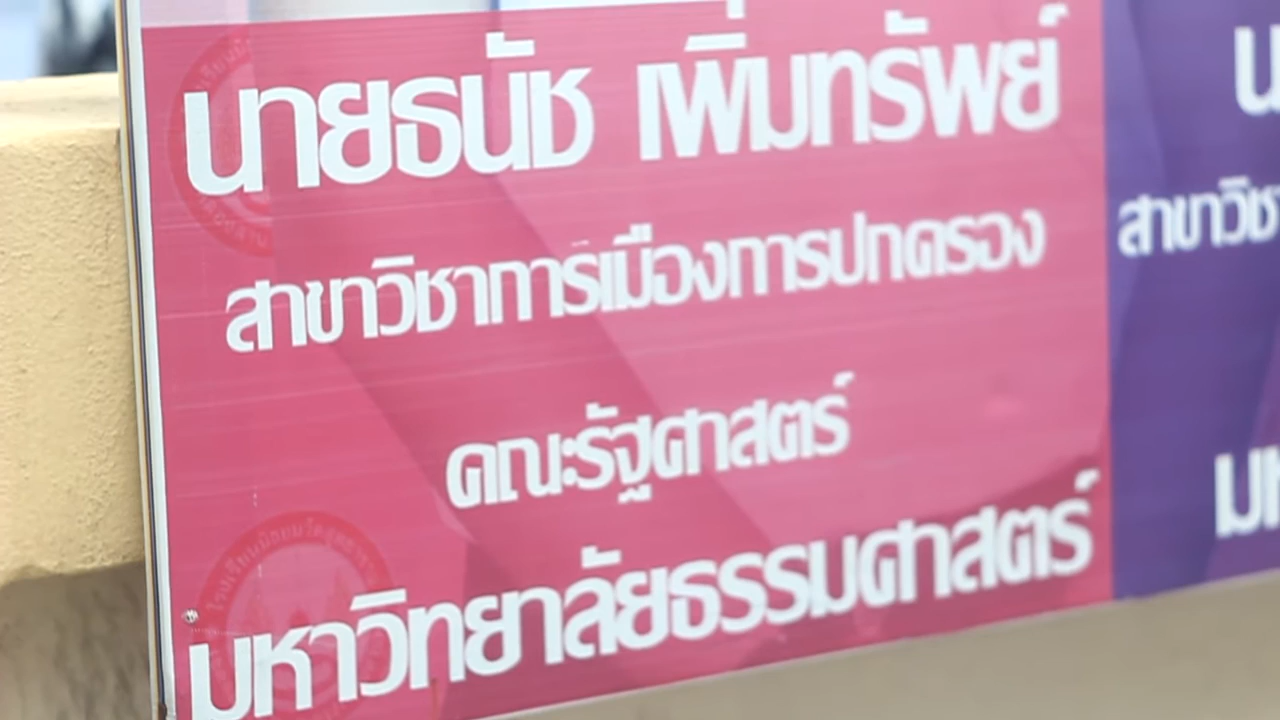 นายธนัช เพิ่มทรัพย์
สาขาวิชาการเมืองการปกครอง
คณะรัฐศาสตร์
มหาวิทยาลัยธรรมศาสตร์
สาขาวิชา